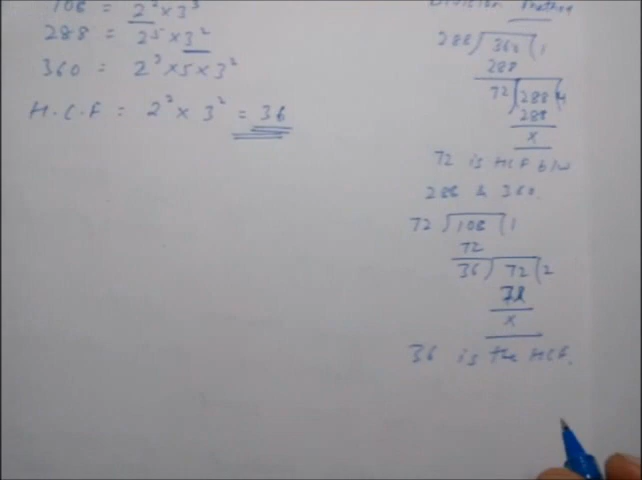 108 = 2² × 3³
288 = 2⁵ × 3²
360 = 2³ × 5 × 3²
H.C.F = 2² × 3² = 36
Division method
288) 360 (1
288
72) 288 (4
288
x
72 is HCF b/w
288 & 360.
72) 108 (1
72
36) 72 (2
72
x
36 is the HCF.